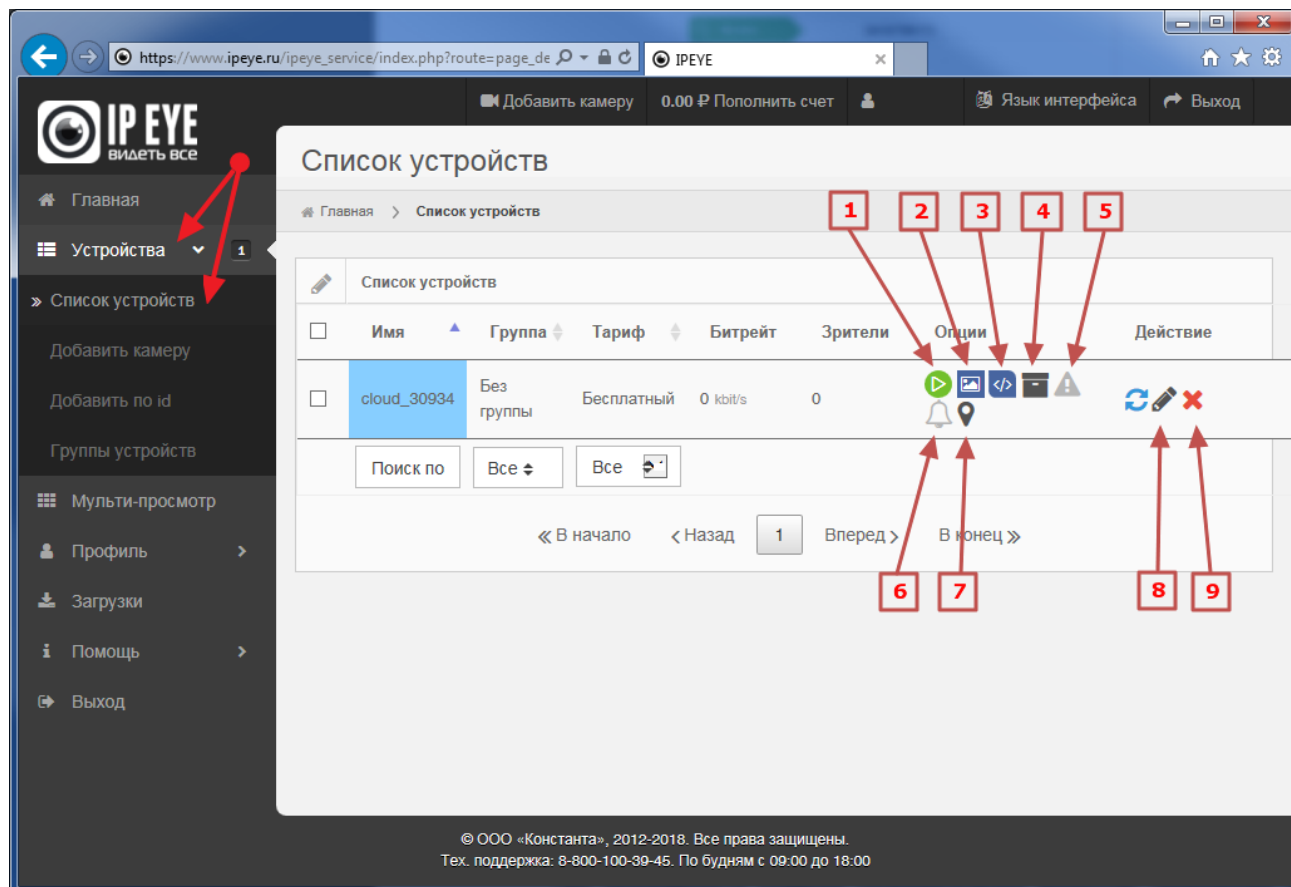 https://www.ipeye.ru/ipeye_service/index.php?route=page_de
IPEYE
Добавить камеру 0.00 ₽ Пополнить счет Язык интерфейса Выход
IP EYE
видеть все
Список устройств
Главная
Главная > Список устройств
1 2 3 4 5
Устройства 1
Список устройств
» Список устройств
Имя Группа Тариф Битрейт Зрители Опции Действие
Добавить камеру
cloud_30934 Без группы Бесплатный 0 kbit/s 0
Добавить по id
Группы устройств
Поиск по Все Все
Мульти-просмотр
« В начало < Назад 1 Вперед > В конец »
Профиль >
6 7 8 9
Загрузки
Помощь >
Выход
© ООО «Константа», 2012-2018. Все права защищены.
Тех. поддержка: 8-800-100-39-45. По будням с 09:00 до 18:00